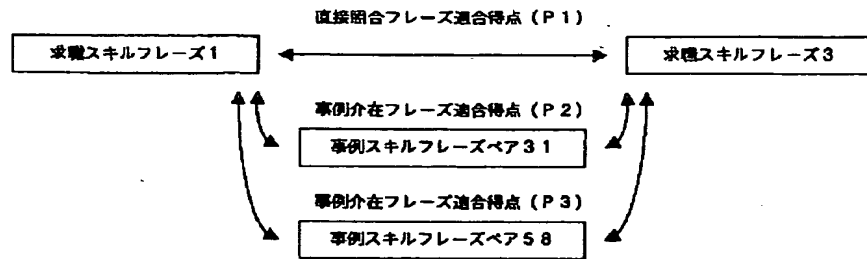 直接照合フレーズ適合得点（P1）
求職スキルフレーズ1
求職スキルフレーズ3
事例介在フレーズ適合得点（P2）
事例スキルフレーズペア31
事例介在フレーズ適合得点（P3）
事例スキルフレーズペア58